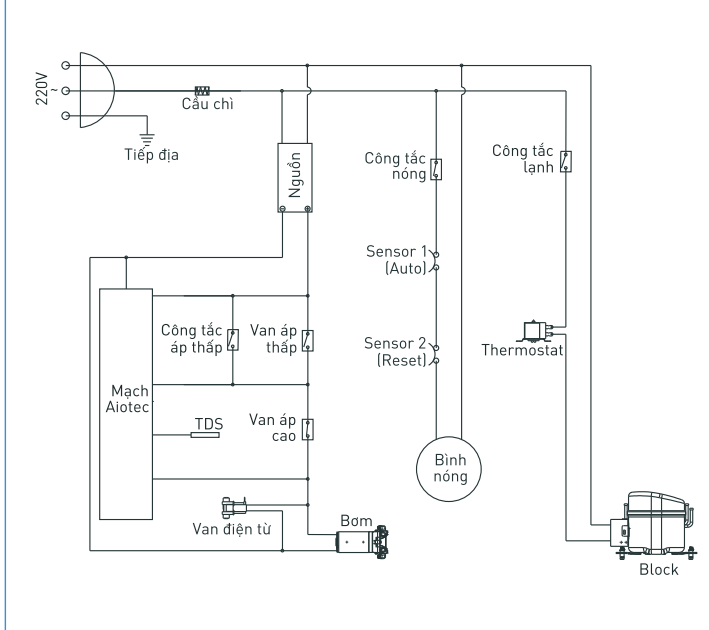 220V
~
Cầu chì
Tiếp địa
Nguồn
Công tắc
nóng
Công tắc
lạnh
Sensor 1
(Auto)
Sensor 2
(Reset)
Thermostat
Công tắc
áp thấp
Van áp
thấp
Mạch
Aiotec
TDS
Van áp
cao
Bình
nóng
Van điện từ
Bơm
Block